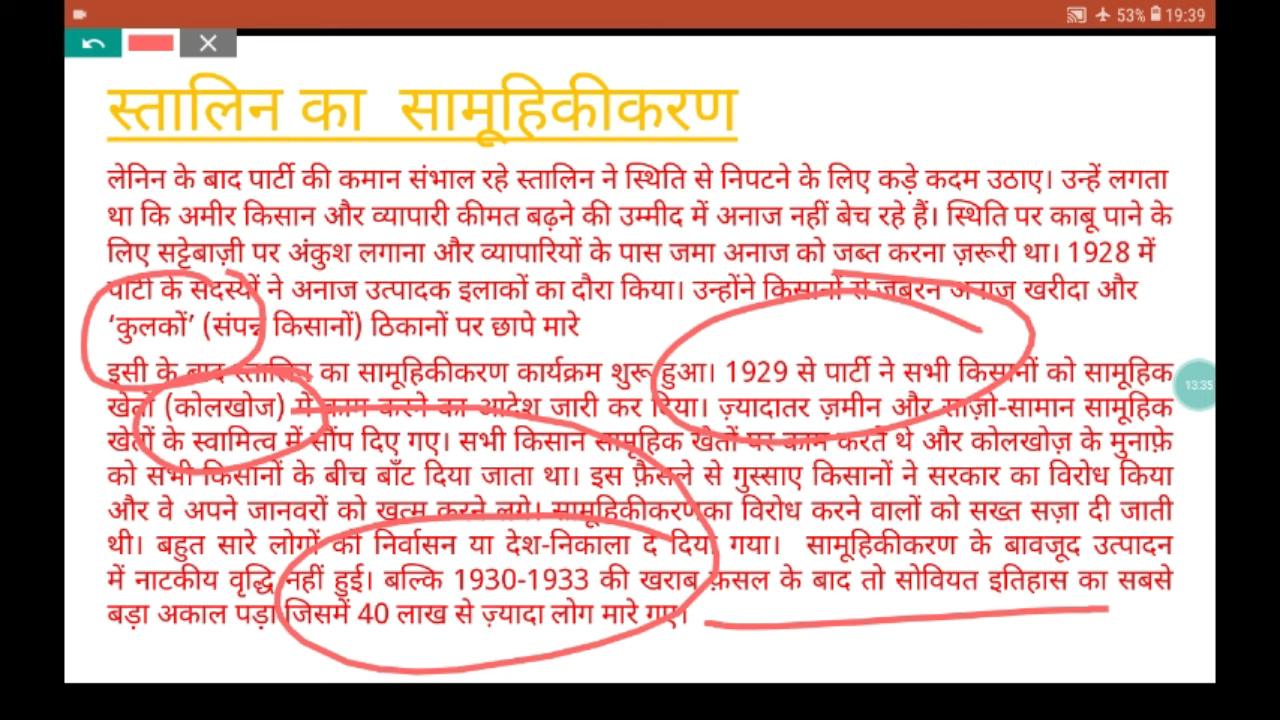 53% 19:39
स्तालिन का सामूहिकीकरण
लेनिन के बाद पार्टी की कमान संभाल रहे स्तालिन ने स्थिति से निपटने के लिए कड़े कदम उठाए। उन्हें लगता
था कि अमीर किसान और व्यापारी कीमत बढ़ने की उम्मीद में अनाज नहीं बेच रहे हैं। स्थिति पर काबू पाने के
लिए सट्टेबाज़ी पर अंकुश लगाना और व्यापारियों के पास जमा अनाज को जब्त करना ज़रूरी था। 1928 में
पार्टी के सदस्यों ने अनाज उत्पादक इलाकों का दौरा किया। उन्होंने किसानों से जबरन अनाज खरीदा और
‘कुलकों’ (संपन्न किसानों) ठिकानों पर छापे मारे
इसी के बाद स्तालिन का सामूहिकीकरण कार्यक्रम शुरू हुआ। 1929 से पार्टी ने सभी किसानों को सामूहिक
खेतों (कोलखोज) में काम करने का आदेश जारी कर दिया। ज़्यादातर ज़मीन और साज़ो-सामान सामूहिक
खेतों के स्वामित्व में सौंप दिए गए। सभी किसान सामूहिक खेतों पर काम करते थे और कोलखोज़ के मुनाफ़े
को सभी किसानों के बीच बाँट दिया जाता था। इस फ़ैसले से गुस्साए किसानों ने सरकार का विरोध किया
और वे अपने जानवरों को खत्म करने लगे। सामूहिकीकरण का विरोध करने वालों को सख्त सज़ा दी जाती
थी। बहुत सारे लोगों को निर्वासन या देश-निकाला दे दिया गया। सामूहिकीकरण के बावजूद उत्पादन
में नाटकीय वृद्धि नहीं हुई। बल्कि 1930-1933 की खराब फ़सल के बाद तो सोवियत इतिहास का सबसे
बड़ा अकाल पड़ा जिसमें 40 लाख से ज़्यादा लोग मारे गए।
13:35